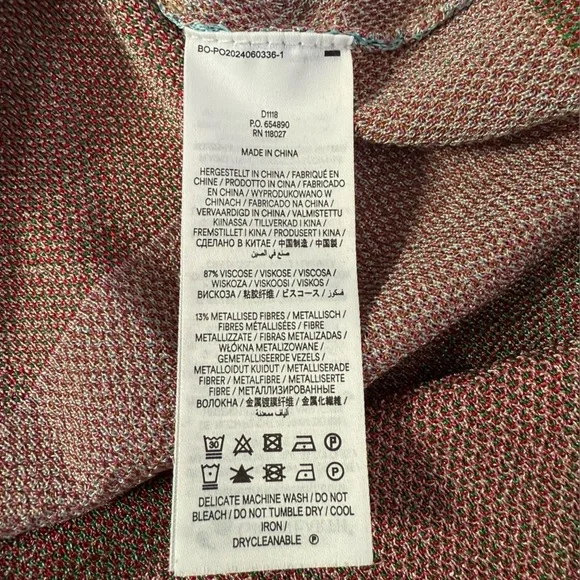 BO-PO2024060336-1
D1118
P.O. 654890
RN 118027
MADE IN CHINA
HERGESTELLT IN CHINA / FABRIQUÉ EN
CHINE / PRODOTTO IN CINA / FABRICADO
EN CHINA / WYPRODUKOWANO W
CHINACH / FABRICADO NA CHINA /
VERVAARDIGD IN CHINA / VALMISTETTU
KIINASSA / TILLVERKAD I KINA /
FREMSTILLET I KINA / PRODUSERT I KINA /
СДЕЛАНО В КИТАЕ / 中国制造 / 中国製 /
صنع في الصين
87% VISCOSE / VISKOSE / VISCOSA /
WISKOZA / VISKOOSI / VISKOS /
ВИСКОЗА / 粘胶纤维 / ビスコース / فسكوز
13% METALLISED FIBRES / METALLISCH /
FIBRES MÉTALLISÉES / FIBRE
METALLIZZATE / FIBRAS METALIZADAS /
WŁÓKNA METALIZOWANE /
GEMETALLISEERDE VEZELS /
METALLOIDUT KUIDUT / METALLISERADE
FIBRER / METALFIBRE / METALLISERTE
FIBRE / МЕТАЛЛИЗИРОВАННЫЕ
ВОЛОКНА / 金属镀膜纤维 / 金属化繊維 /
ألياف ممعدنة
30 P
P
DELICATE MACHINE WASH / DO NOT
BLEACH / DO NOT TUMBLE DRY / COOL
IRON /
DRYCLEANABLE Ⓟ